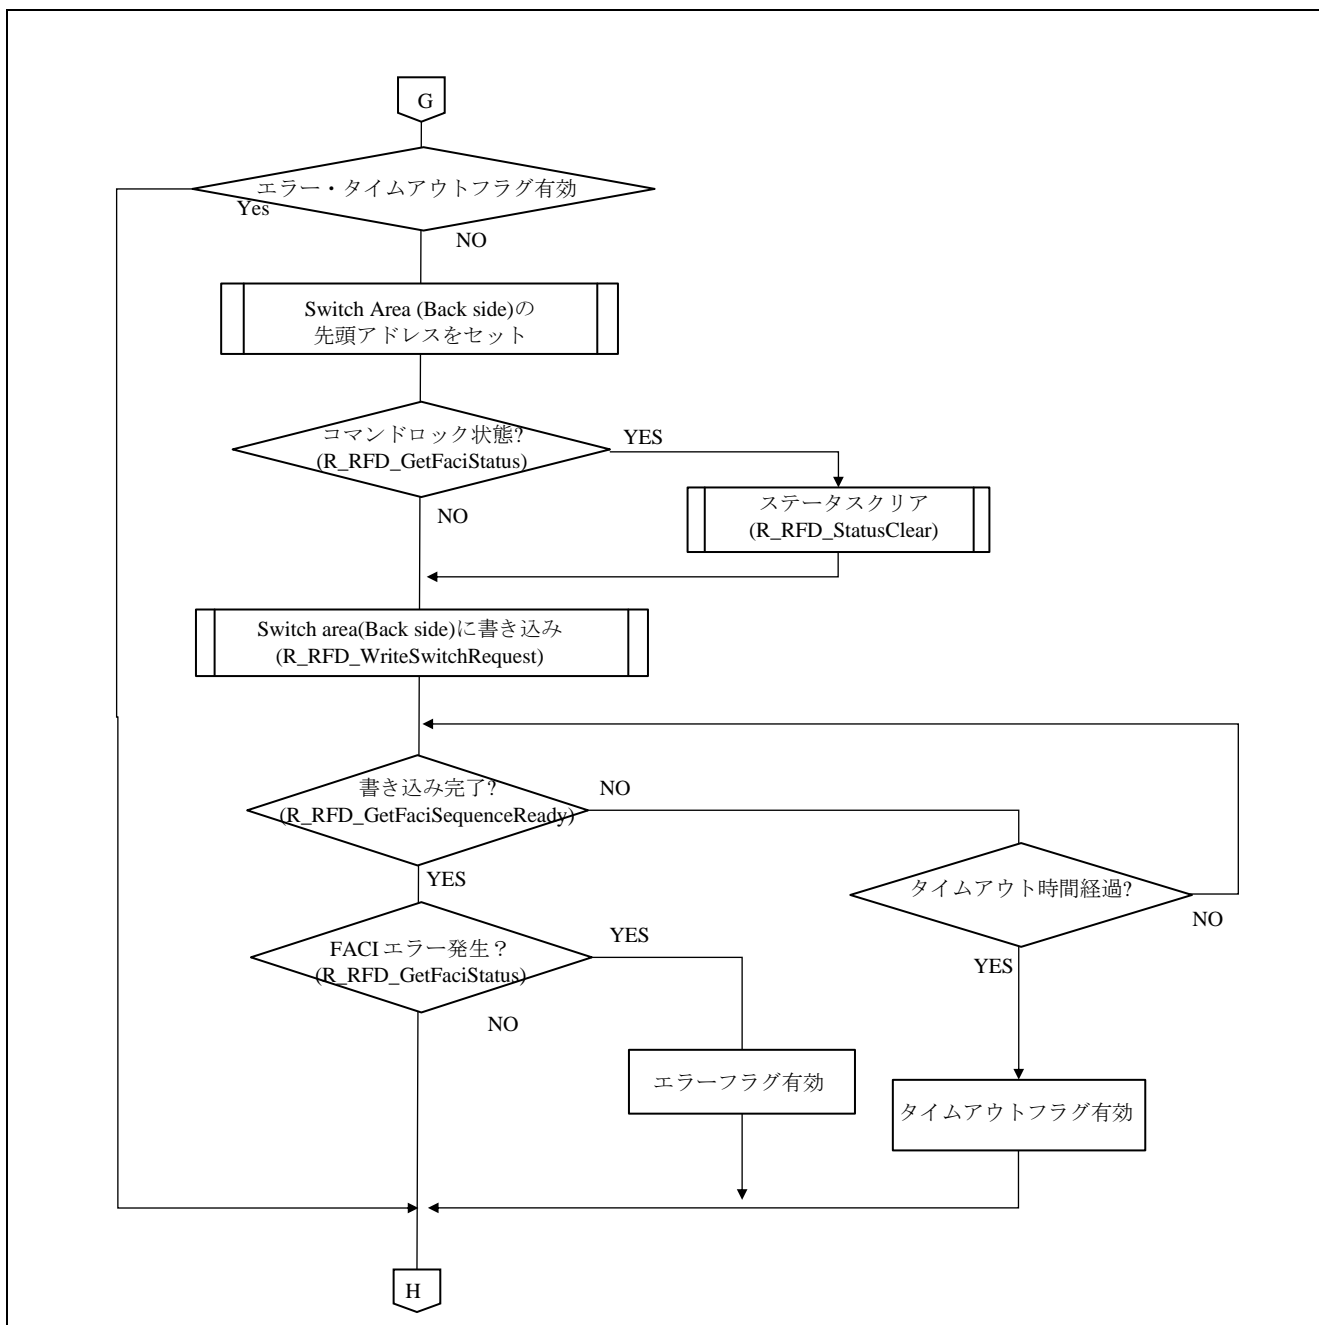 G
エラー・タイムアウトフラグ有効
Yes
NO
Switch Area (Back side)の
先頭アドレスをセット
コマンドロック状態?
(R_RFD_GetFaciStatus)
YES
NO
ステータスクリア
(R_RFD_StatusClear)
Switch area(Back side)に書き込み
(R_RFD_WriteSwitchRequest)
書き込み完了?
(R_RFD_GetFaciSequenceReady)
NO
YES
タイムアウト時間経過?
NO
YES
FACI エラー発生？
(R_RFD_GetFaciStatus)
YES
NO
エラーフラグ有効
タイムアウトフラグ有効
H